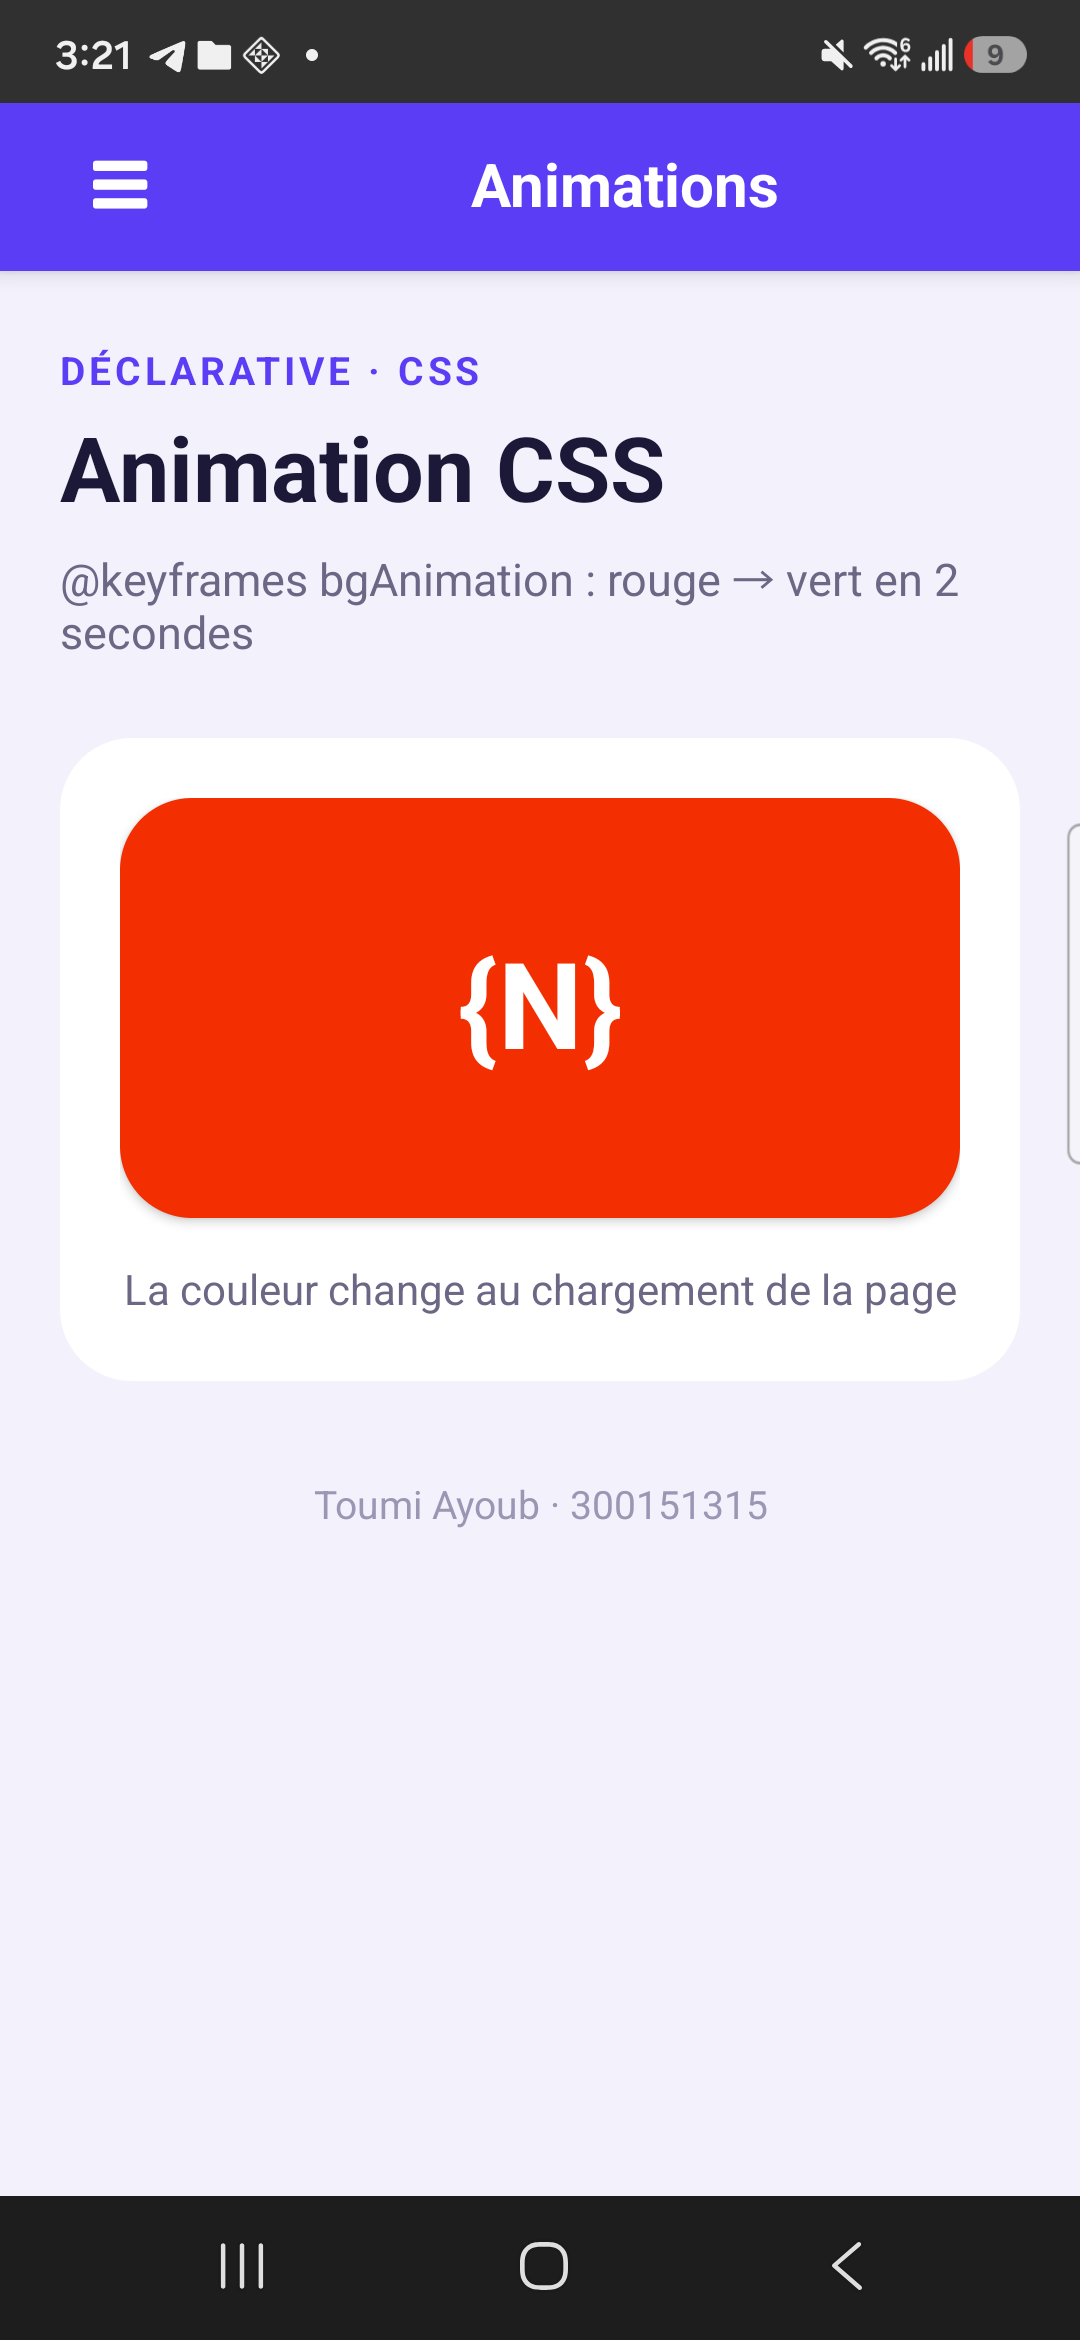 3:21
6
9
Animations
DÉCLARATIVE · CSS
Animation CSS
@keyframes bgAnimation : rouge → vert en 2
secondes
{N}
La couleur change au chargement de la page
Toumi Ayoub · 300151315